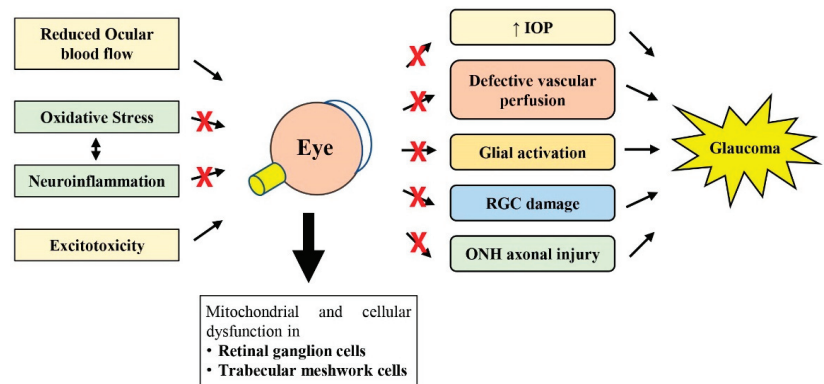 Reduced Ocular
blood flow
Oxidative Stress
Neuroinflammation
Excitotoxicity
X
X
Eye
Mitochondrial and cellular
dysfunction in
• Retinal ganglion cells
• Trabecular meshwork cells
X
X
X
X
X
↑ IOP
Defective vascular
perfusion
Glial activation
RGC damage
ONH axonal injury
Glaucoma